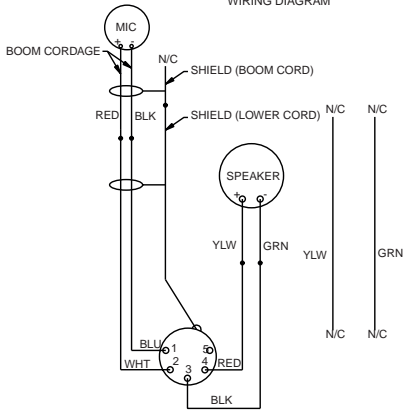 WIRING DIAGRAM
MIC
+ -
BOOM CORDAGE
N/C
SHIELD (BOOM CORD)
RED BLK
SHIELD (LOWER CORD)
N/C N/C
SPEAKER
+ -
YLW GRN
YLW GRN
N/C N/C
BLU 1 5
WHT 2 3 4 RED
BLK